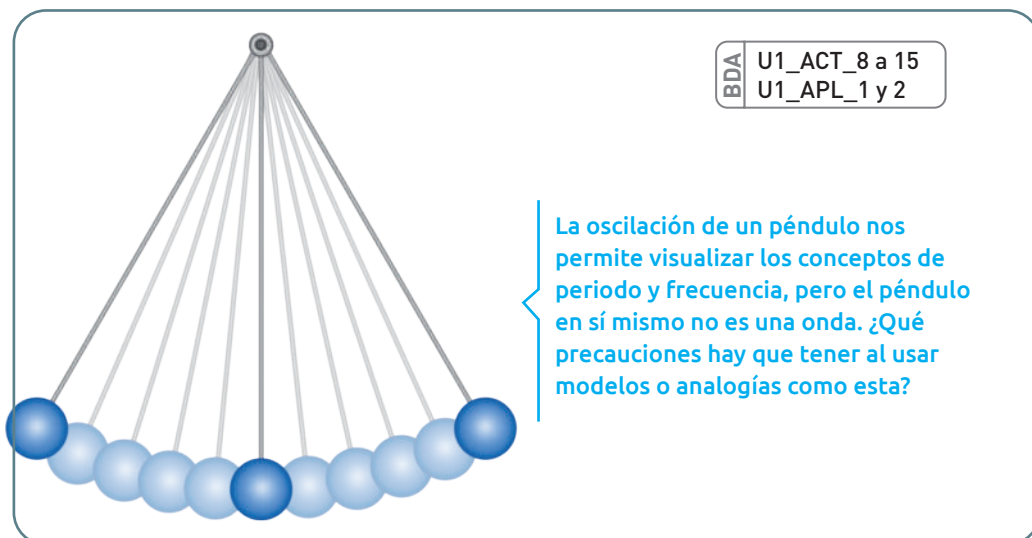 BDA
U1_ACT_8 a 15
U1_APL_1 y 2
La oscilación de un péndulo nos
permite visualizar los conceptos de
periodo y frecuencia, pero el péndulo
en sí mismo no es una onda. ¿Qué
precauciones hay que tener al usar
modelos o analogías como esta?